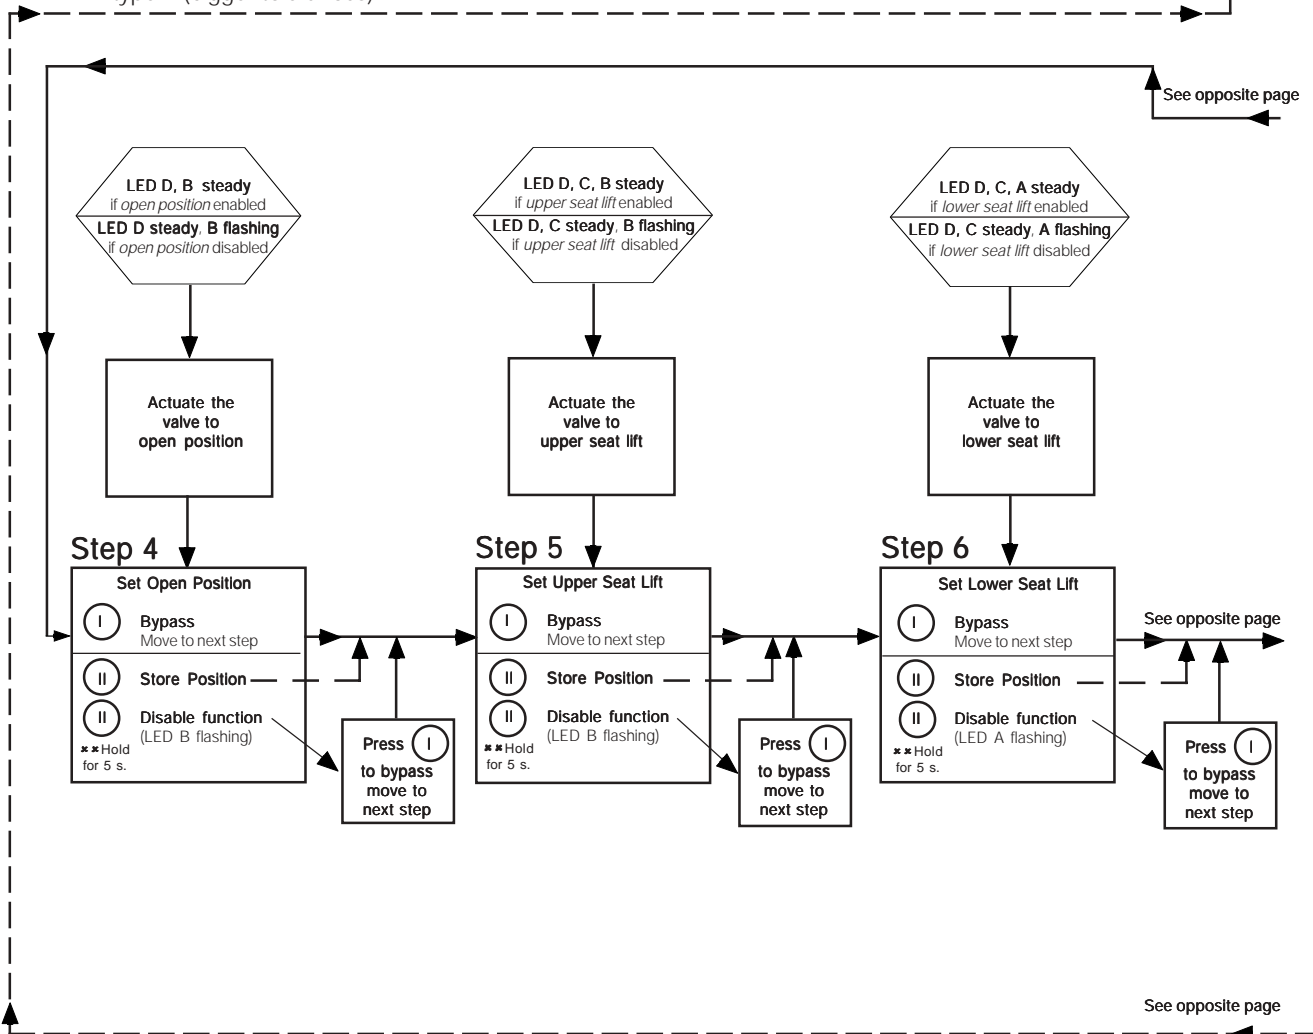 See opposite page
LED D, B steady
if open position enabled
LED D steady, B flashing
if open position disabled
LED D, C, B steady
if upper seat lift enabled
LED D, C steady, B flashing
if upper seat lift disabled
LED D, C, A steady
if lower seat lift enabled
LED D, C steady, A flashing
if lower seat lift disabled
Actuate the
valve to
open position
Actuate the
valve to
upper seat lift
Actuate the
valve to
lower seat lift
Step 4
Set Open Position
I
Bypass
Move to next step
II
Store Position
II
Disable function
(LED B flashing)
** Hold
for 5 s.
Press I
to bypass
move to
next step
Step 5
Set Upper Seat Lift
I
Bypass
Move to next step
II
Store Position
II
Disable function
(LED B flashing)
** Hold
for 5 s.
Press I
to bypass
move to
next step
Step 6
Set Lower Seat Lift
I
Bypass
Move to next step
II
Store Position
II
Disable function
(LED A flashing)
** Hold
for 5 s.
See opposite page
Press I
to bypass
move to
next step
See opposite page